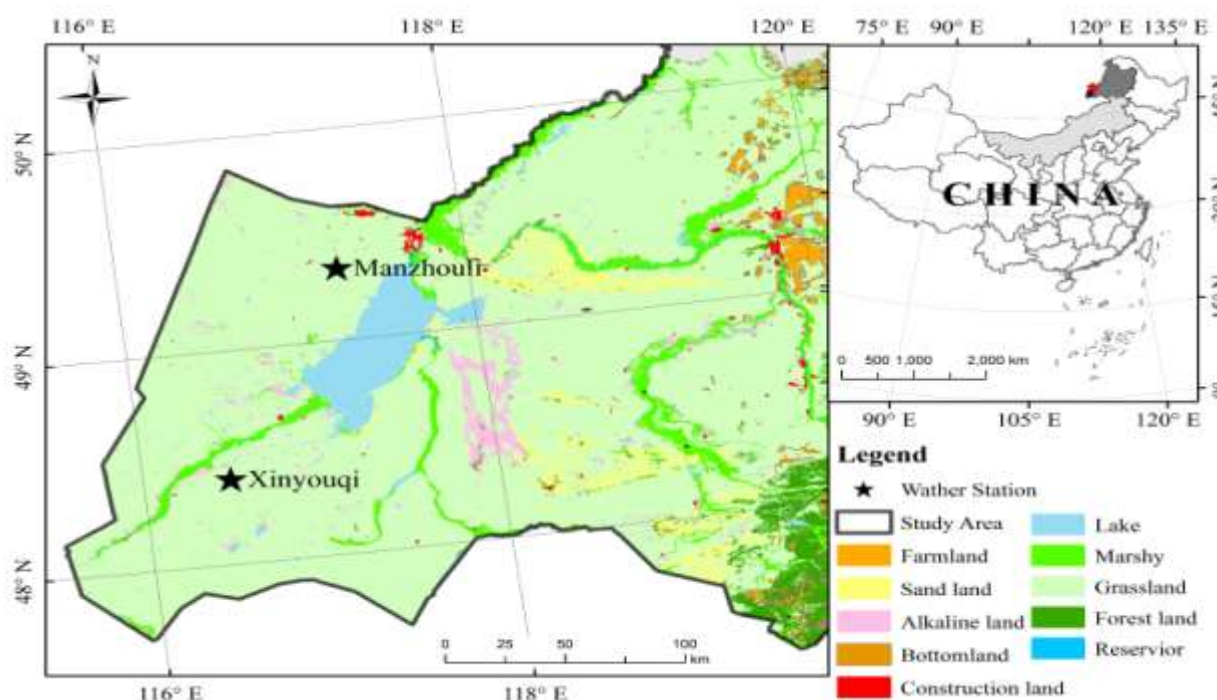 116° E 118° E 120° E
75° E 90° E 120° E 135° E
N
50° N
49° N
48° N
Manzhouli
Xinyouqi
0 25 50 100
km
116° E 118° E
CHINA
0 500 1,000 2,000 km
90° E 105° E 120° E
Legend
Wather Station
Study Area
Farmland
Sand land
Alkaline land
Bottomland
Construction land
Lake
Marshy
Grassland
Forest land
Reservior